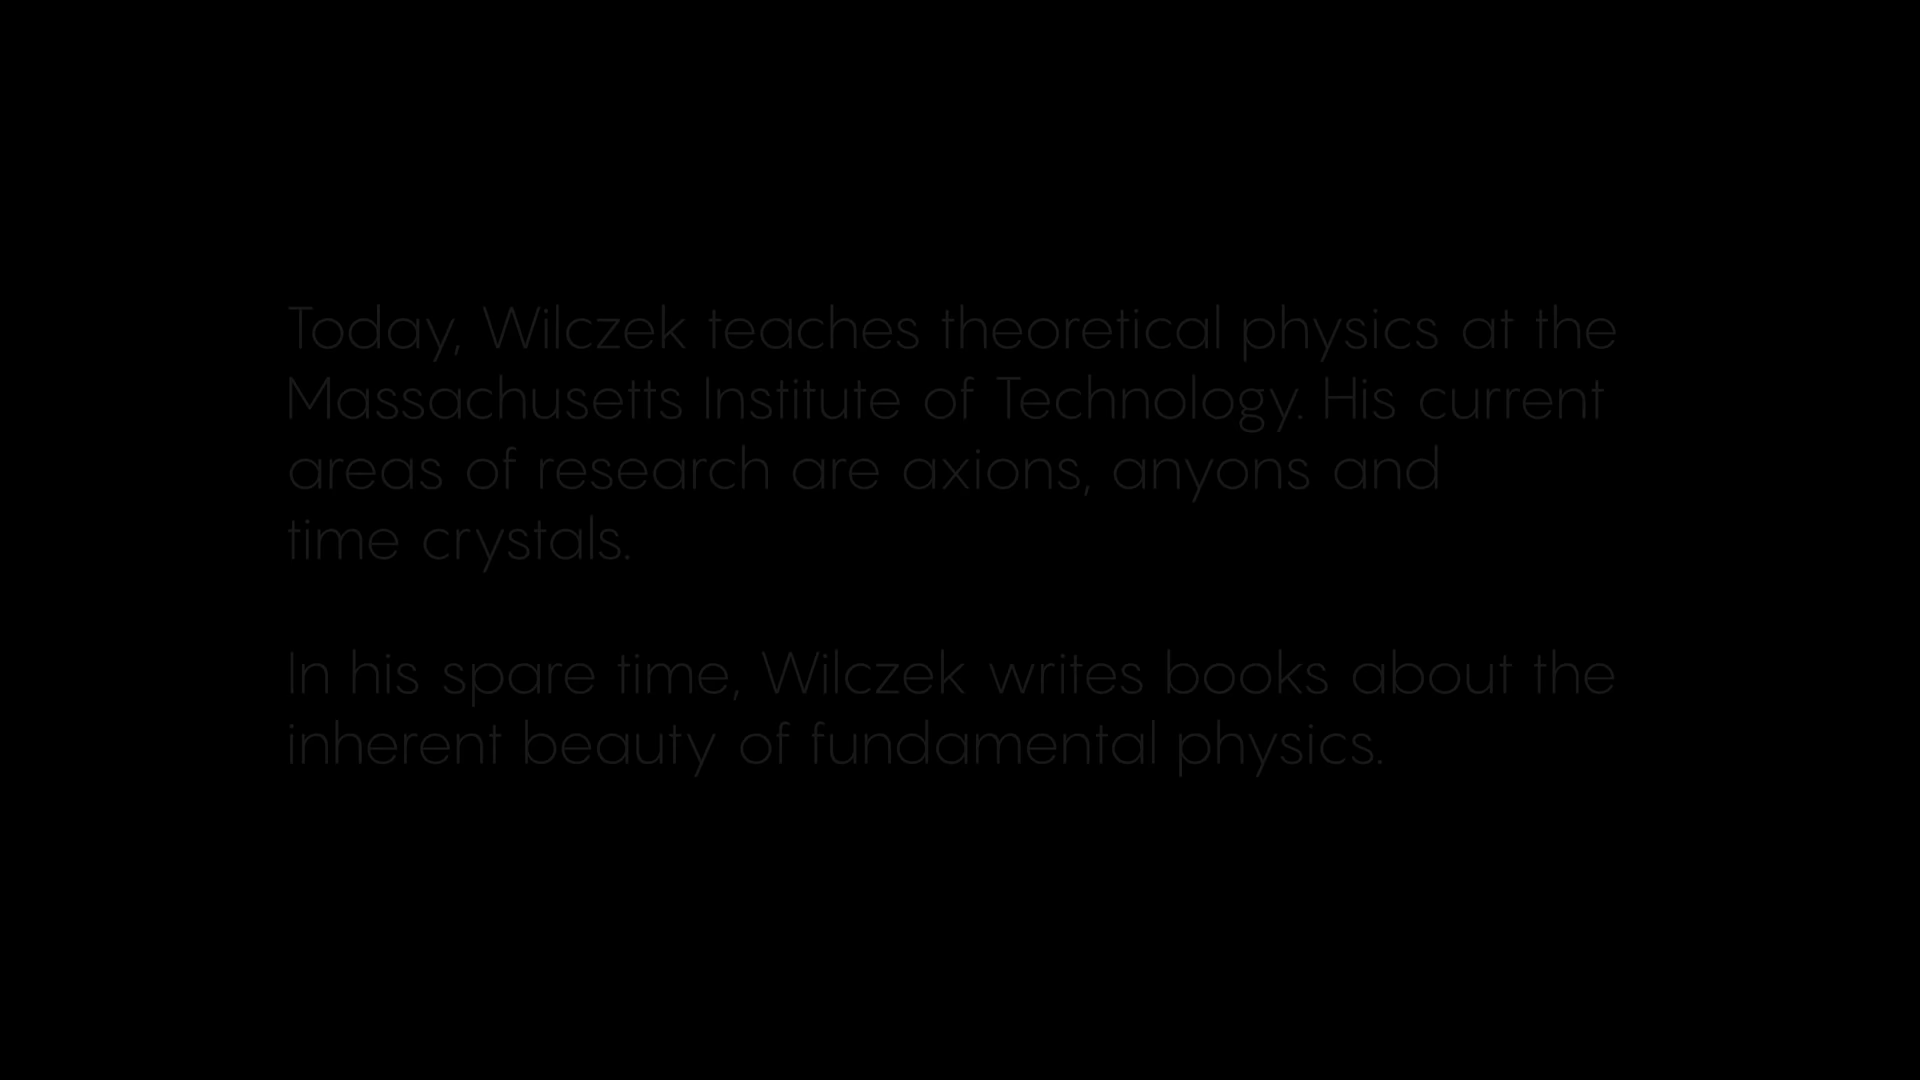 Today, Wilczek teaches theoretical physics at the
Massachusetts Institute of Technology. His current
areas of research are axions, anyons and
time crystals.
In his spare time, Wilczek writes books about the
inherent beauty of fundamental physics.